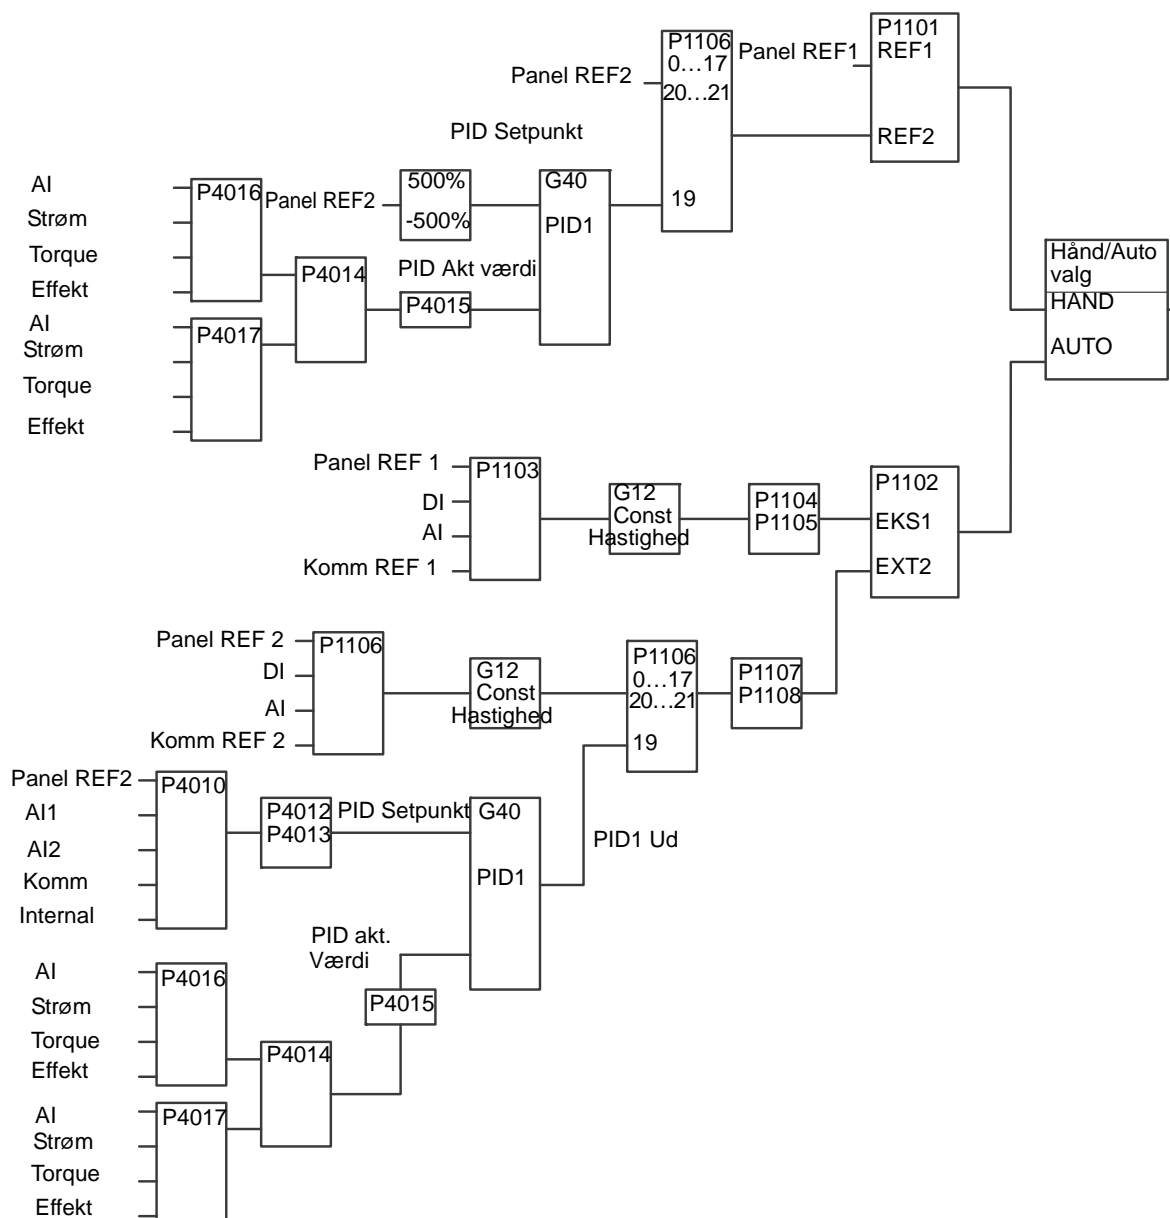 P1101
REF1
REF2
Panel REF1
P1106
0...17
20...21
19
Panel REF2
PID Setpunkt
500%
-500%
Panel REF2
G40
PID1
AI
Strøm
Torque
Effekt
P4016
P4014
PID Akt værdi
P4015
AI
Strøm
Torque
Effekt
P4017
Hånd/Auto
valg
HAND
AUTO
Panel REF 1
DI
AI
Komm REF 1
P1103
G12
Const
Hastighed
P1104
P1105
P1102
EKS1
EXT2
Panel REF 2
DI
AI
Komm REF 2
P1106
G12
Const
Hastighed
P1106
0...17
20...21
19
P1107
P1108
Panel REF2
AI1
AI2
Komm
Internal
P4010
P4012
P4013
PID Setpunkt
G40
PID1
PID1 Ud
PID akt.
Værdi
P4015
AI
Strøm
Torque
Effekt
P4016
P4014
AI
Strøm
Torque
Effekt
P4017